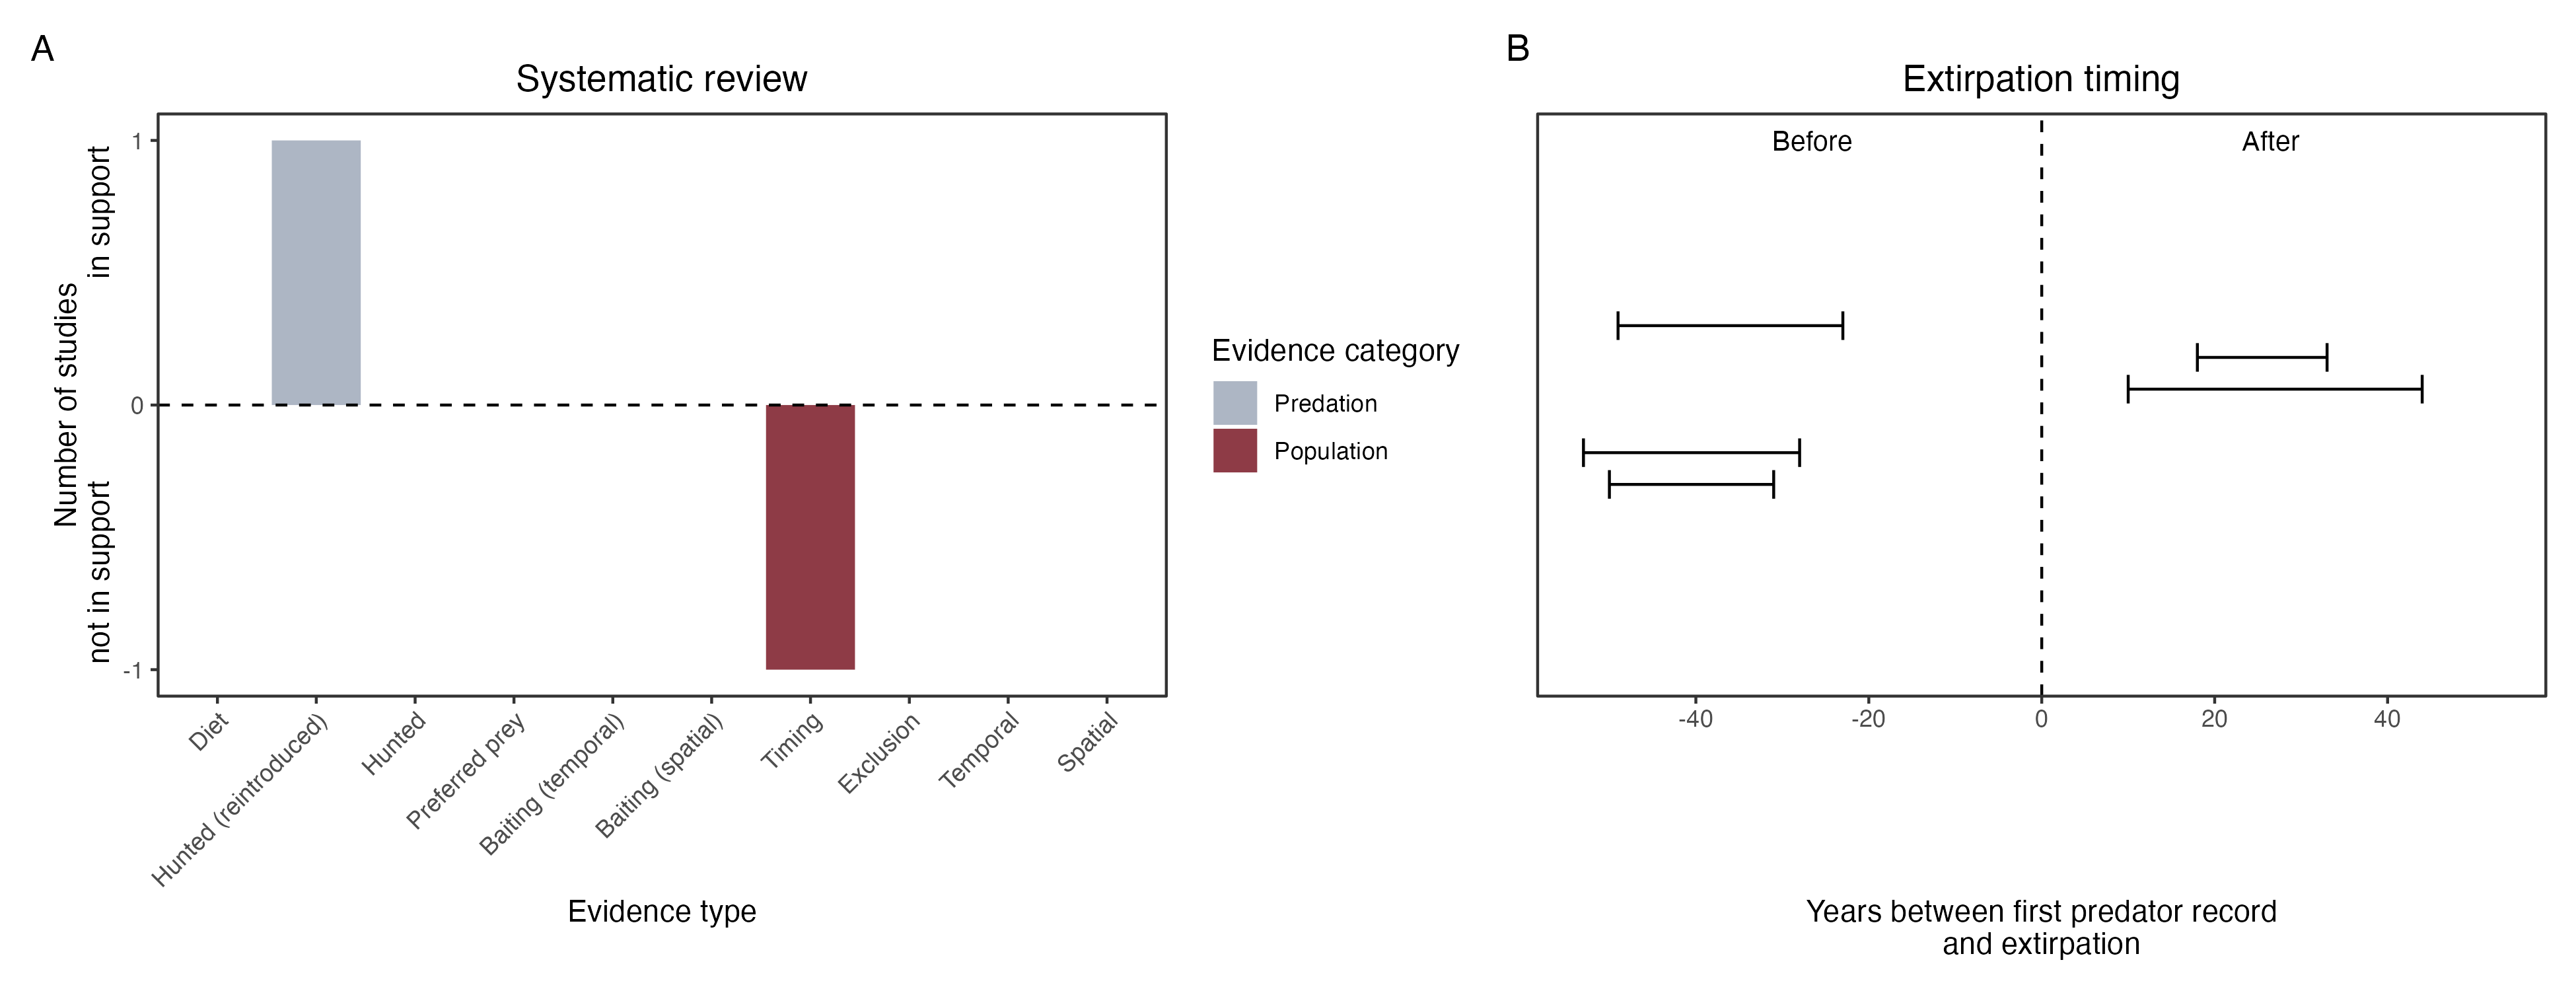 A
Systematic review
Number of studies
in support
not in support
1
0
-1
Diet
Hunted (reintroduced)
Hunted
Preferred prey
Baiting (temporal)
Baiting (spatial)
Timing
Exclusion
Temporal
Spatial
Evidence type
Evidence category
Predation
Population
B
Extirpation timing
Before
After
-40
-20
0
20
40
Years between first predator record
and extirpation